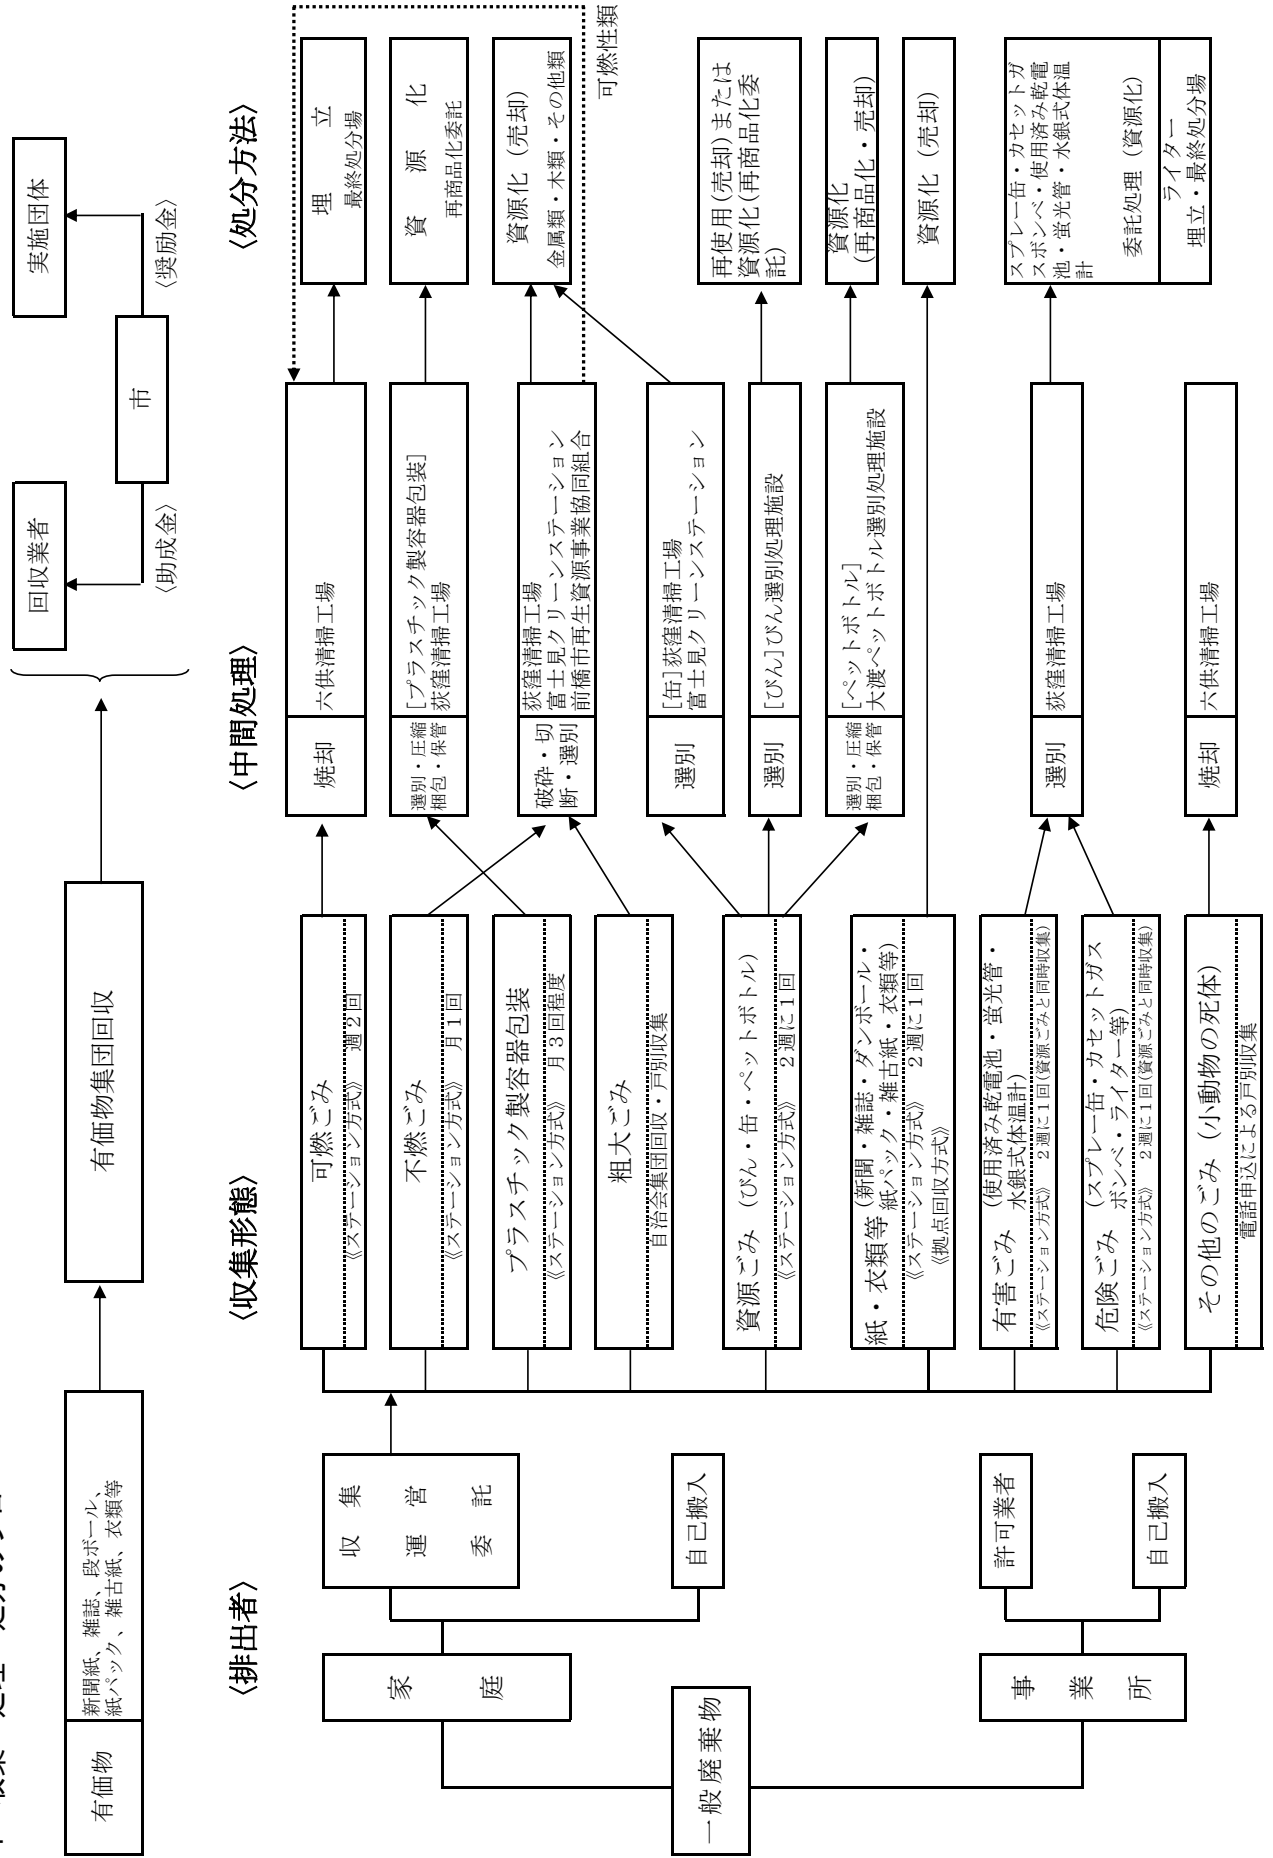 有価物
新聞紙、雑誌、段ボール、
紙パック、雑古紙、衣類等
有価物集団回収
回収業者
実施団体
市
〈助成金〉
〈奨励金〉
〈排出者〉
〈収集形態〉
〈中間処理〉
〈処分方法〉
一般廃棄物
家庭
事業所
収集
運営
委託
自己搬入
許可業者
自己搬入
可燃ごみ
《ステーション方式》 週2回
不燃ごみ
《ステーション方式》 月1回
プラスチック製容器包装
《ステーション方式》 月3回程度
粗大ごみ
自治会集団回収・戸別収集
資源ごみ (びん・缶・ペットボトル)
《ステーション方式》 2週に1回
紙・衣類等 (新聞・雑誌・ダンボール・
紙パック・雑古紙・衣類等)
《ステーション方式》 2週に1回
《拠点回収方式》
有害ごみ (使用済み乾電池・蛍光管・
水銀式体温計)
《ステーション方式》 2週に1回(資源ごみと同時収集)
危険ごみ (スプレー缶・カセットガス
ボンベ・ライター等)
《ステーション方式》 2週に1回(資源ごみと同時収集)
その他のごみ (小動物の死体)
電話申込による戸別収集
焼却
六供清掃工場
選別・圧縮
梱包・保管
[プラスチック製容器包装]
荻窪清掃工場
破砕・切
断・選別
荻窪清掃工場
富士見クリーンステーション
前橋市再生資源事業協同組合
選別
[缶]荻窪清掃工場
富士見クリーンステーション
選別
[びん]びん選別処理施設
選別・圧縮
梱包・保管
[ペットボトル]
大渡ペットボトル選別処理施設
選別
荻窪清掃工場
焼却
六供清掃工場
埋立
最終処分場
資源化
再商品化委託
資源化 (売却)
金属類・木類・その他類
可燃性類
再使用(売却)または
資源化(再商品化委
託)
資源化
(再商品化・売却)
資源化 (売却)
スプレー缶・カセットガ
スボンベ・使用済み乾電
池・蛍光管・水銀式体温
計
委託処理 (資源化)
ライター
埋立・最終処分場